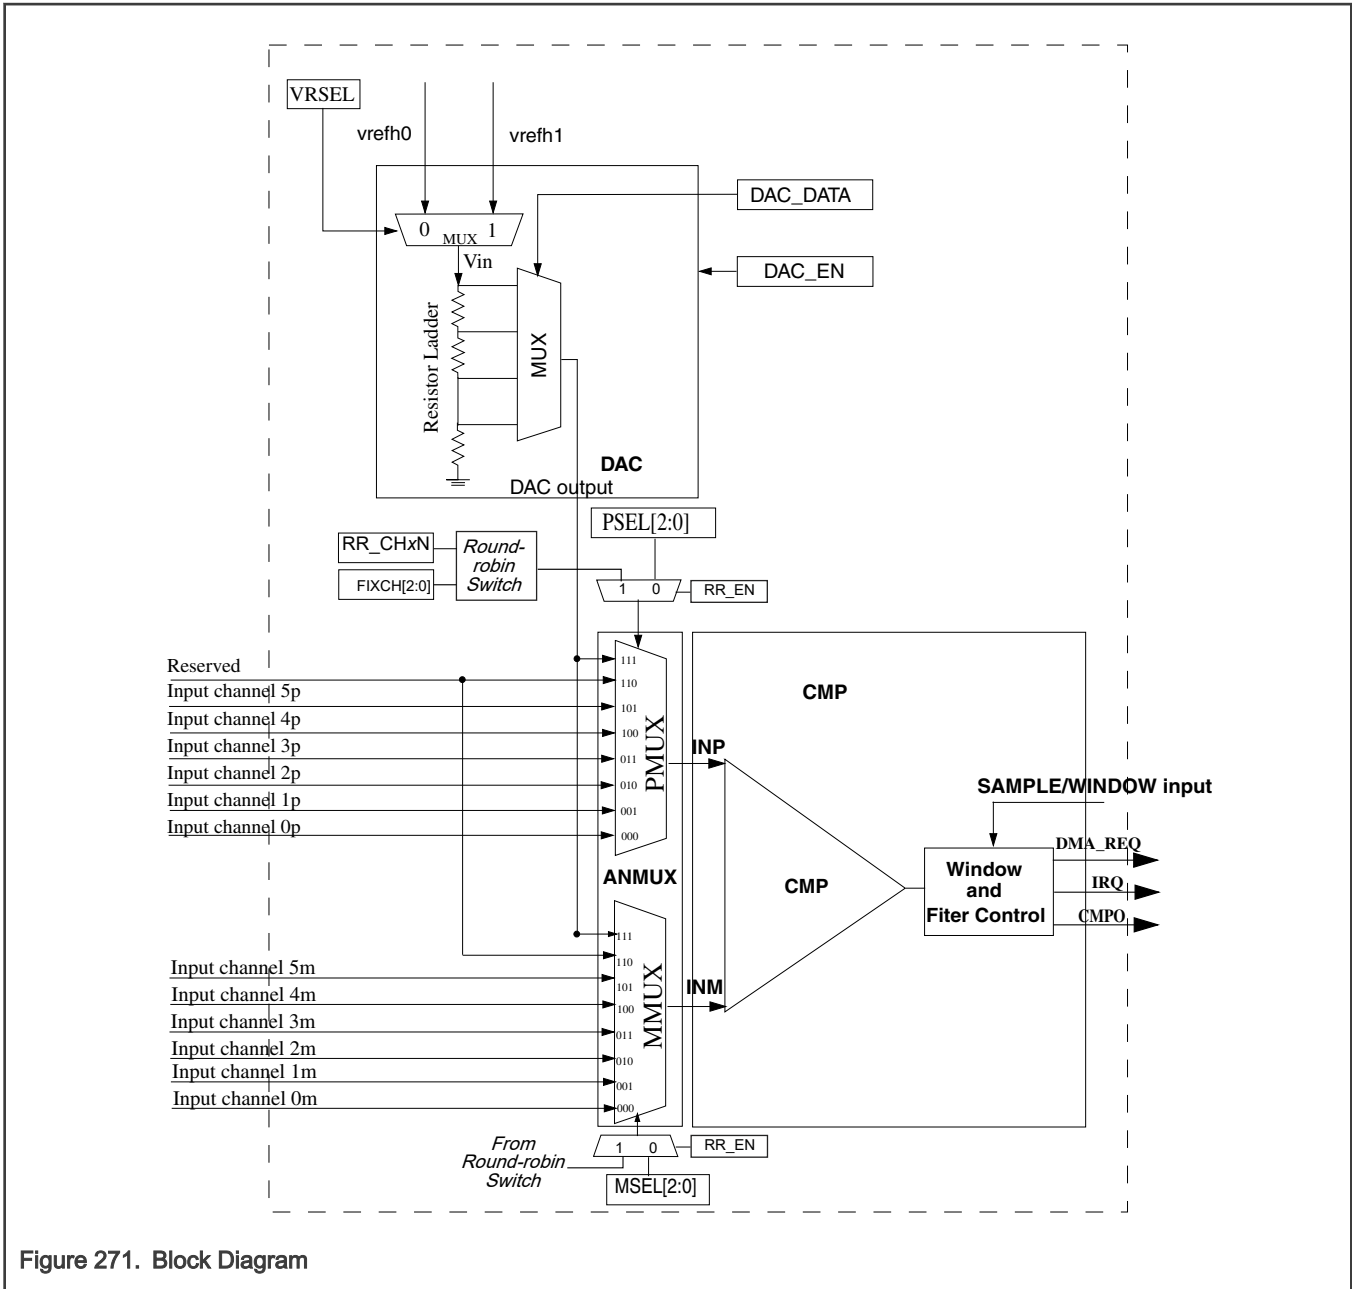 VRSEL
vrefh0
vrefh1
DAC_DATA
0 1
MUX
Vin
DAC_EN
Resistor Ladder
MUX
DAC
DAC output
PSEL[2:0]
RR_CHxN
Round-
robin
Switch
FIXCH[2:0]
1 0
RR_EN
Reserved
Input channel 5p
Input channel 4p
Input channel 3p
Input channel 2p
Input channel 1p
Input channel 0p
111
110
101
100
011
010
001
000
PMUX
INP
CMP
SAMPLE/WINDOW input
DMA_REQ
IRQ
CMPO
Window
and
Fiter Control
CMP
ANMUX
111
110
101
100
011
010
001
000
MMUX
INM
Input channel 5m
Input channel 4m
Input channel 3m
Input channel 2m
Input channel 1m
Input channel 0m
From
Round-robin
Switch
1 0
RR_EN
MSEL[2:0]
Figure 271. Block Diagram